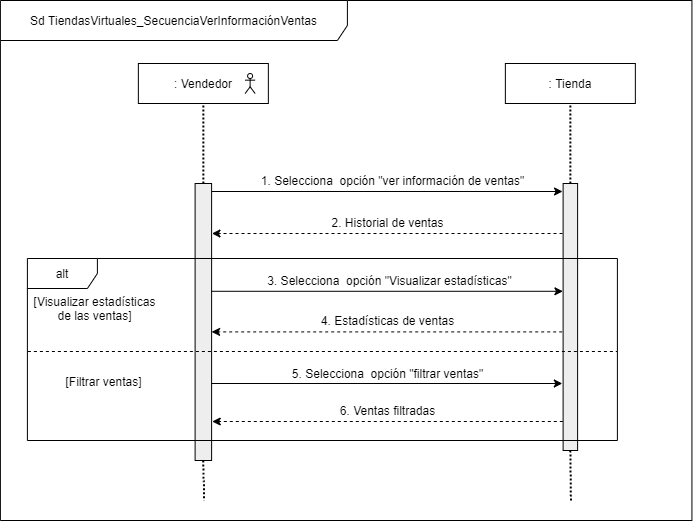 Sd TiendasVirtuales_SecuenciaVerInformaciónVentas
: Vendedor
: Tienda
1. Selecciona opción "ver información de ventas"
2. Historial de ventas
alt
3. Selecciona opción "Visualizar estadísticas"
[Visualizar estadísticas
de las ventas]
4. Estadísticas de ventas
5. Selecciona opción "filtrar ventas"
[Filtrar ventas]
6. Ventas filtradas